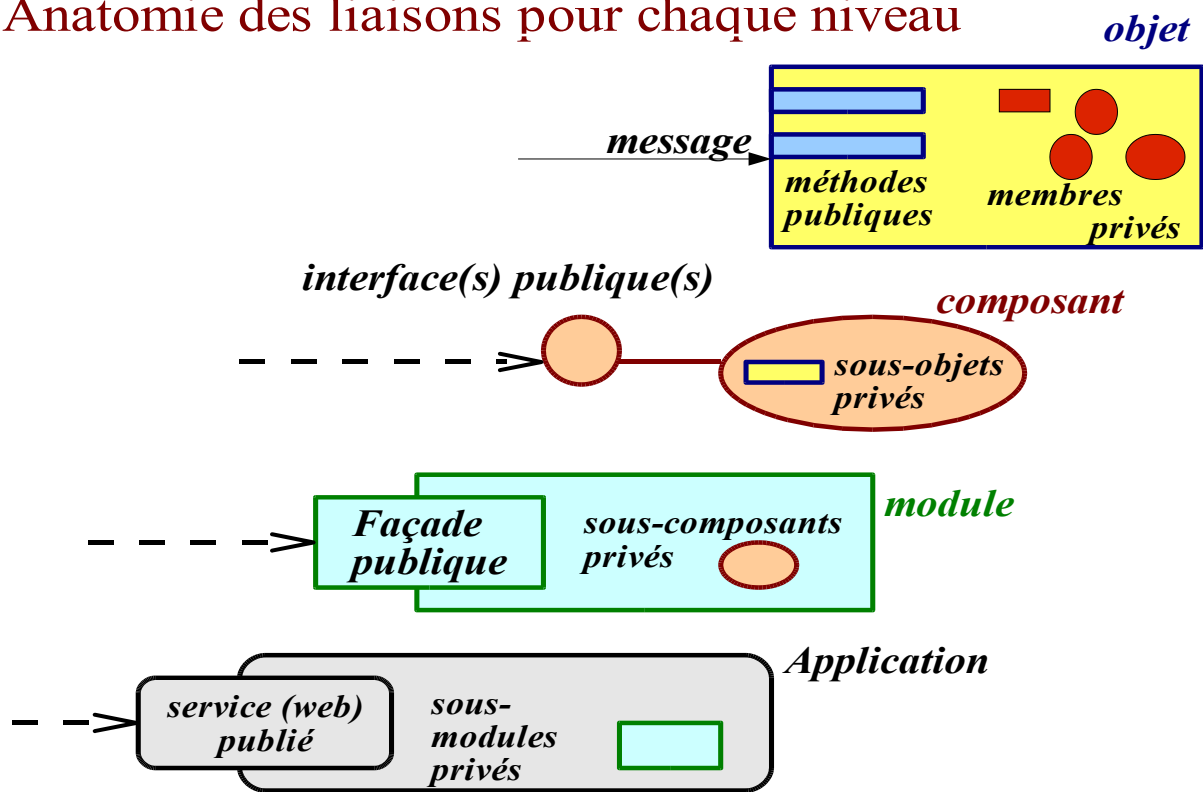 Anatomie des liaisons pour chaque niveau
objet
message
méthodes
publiques
membres
privés
interface(s) publique(s)
composant
sous-objets
privés
module
Façade
publique
sous-composants
privés
Application
service (web)
publié
sous-
modules
privés